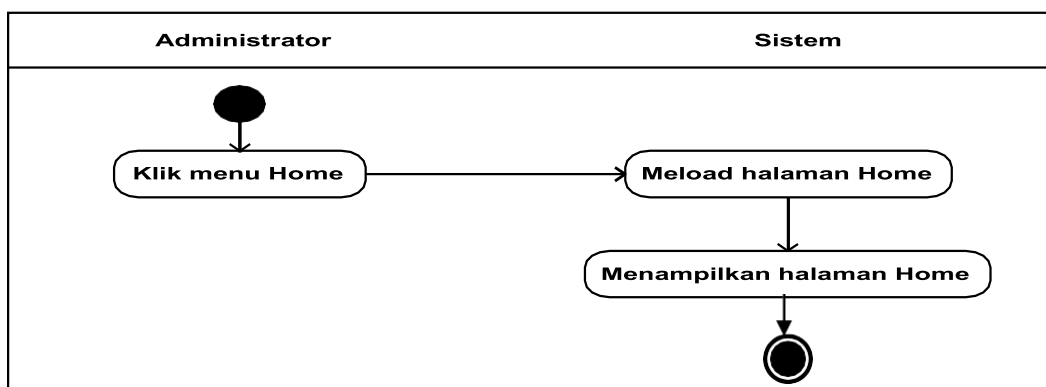 Administrator
Sistem
Klik menu Home
Meload halaman Home
Menampilkan halaman Home